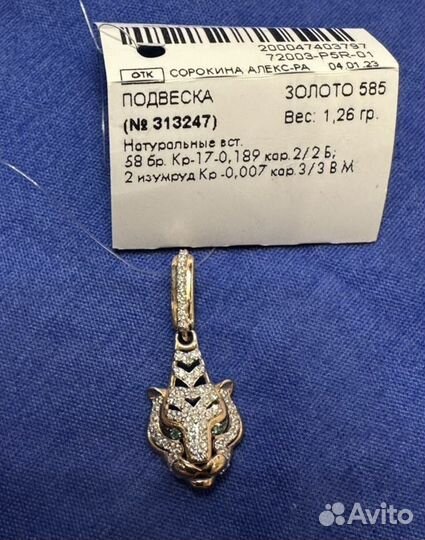 200047403797
72003-P5R-01
ОТК СОРОКИНА АЛЕКС-РА 04.01.23
ПОДВЕСКА ЗОЛОТО 585
(№ 313247) Вес: 1,26 гр.
Натуральные вст.
58 бр. Кр-17-0,189 кар.2/2 Б;
2 изумруд Кр -0,007 кар.3/3 В М
Avito